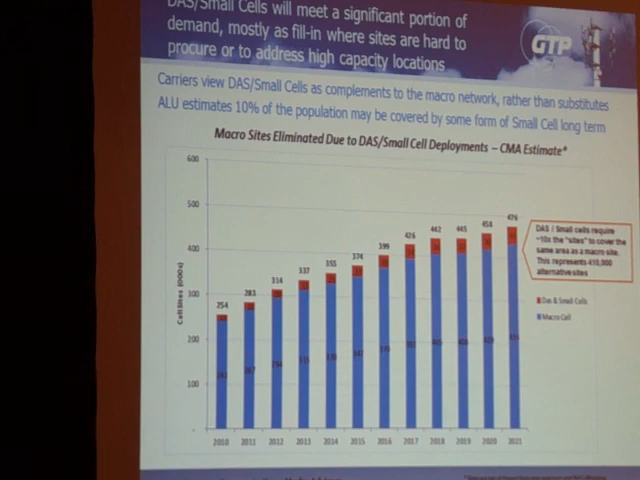 DAS/Small Cells will meet a significant portion of
demand, mostly as fill-in where sites are hard to
procure or to address high capacity locations
GTP
Carriers view DAS/Small Cells as complements to the macro network, rather than substitutes
ALU estimates 10% of the population may be covered by some form of Small Cell long term
Macro Sites Eliminated Due to DAS/Small Cell Deployments – CMA Estimate*
Cell Sites (000s)
600
500
400
300
200
100
-
254
283
314
337
355
374
399
426
442
445
458
476
DAS / Small cells require
~10x the "sites" to cover the
same area as a macro site.
This represents 410,000
alternative sites
Das & Small Cells
Macro Cell
2010 2011 2012 2013 2014 2015 2016 2017 2018 2019 2020 2021